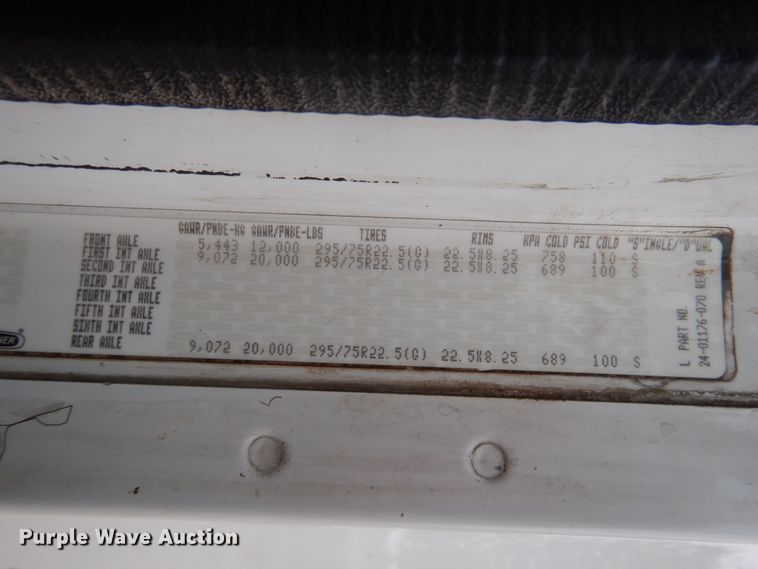 GAWR/PNBE-KG GAWR/PNBE-LBS TIRES RIMS KPA COLD PSI COLD "S"INGLE/"D"UAL
FRONT AXLE 5,443 12,000 295/75R22.5(G) 22.5X8.25 758 110 S
FIRST INT AXLE 9,072 20,000 295/75R22.5(G) 22.5X8.25 689 100 S
SECOND INT AXLE
THIRD INT AXLE
FOURTH INT AXLE
FIFTH INT AXLE
SIXTH INT AXLE
REAR AXLE 9,072 20,000 295/75R22.5(G) 22.5X8.25 689 100 S
L PART NO.
24-01176-070 REV A
Purple Wave Auction